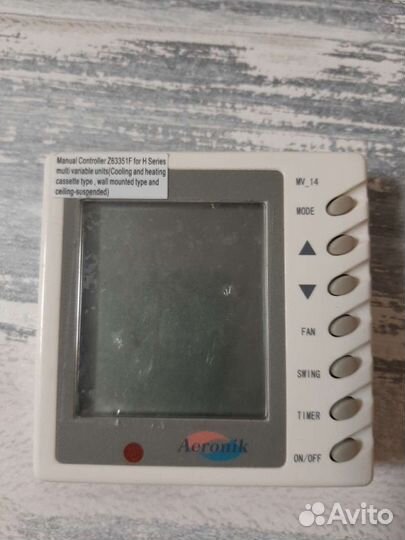 Manual Controller Z63351F for H Series
multi variable units(Cooling and heating
cassette type , wall mounted type and
ceiling-suspended)
MV_14
MODE
FAN
SWING
TIMER
ON/OFF
Aeronik
Avito